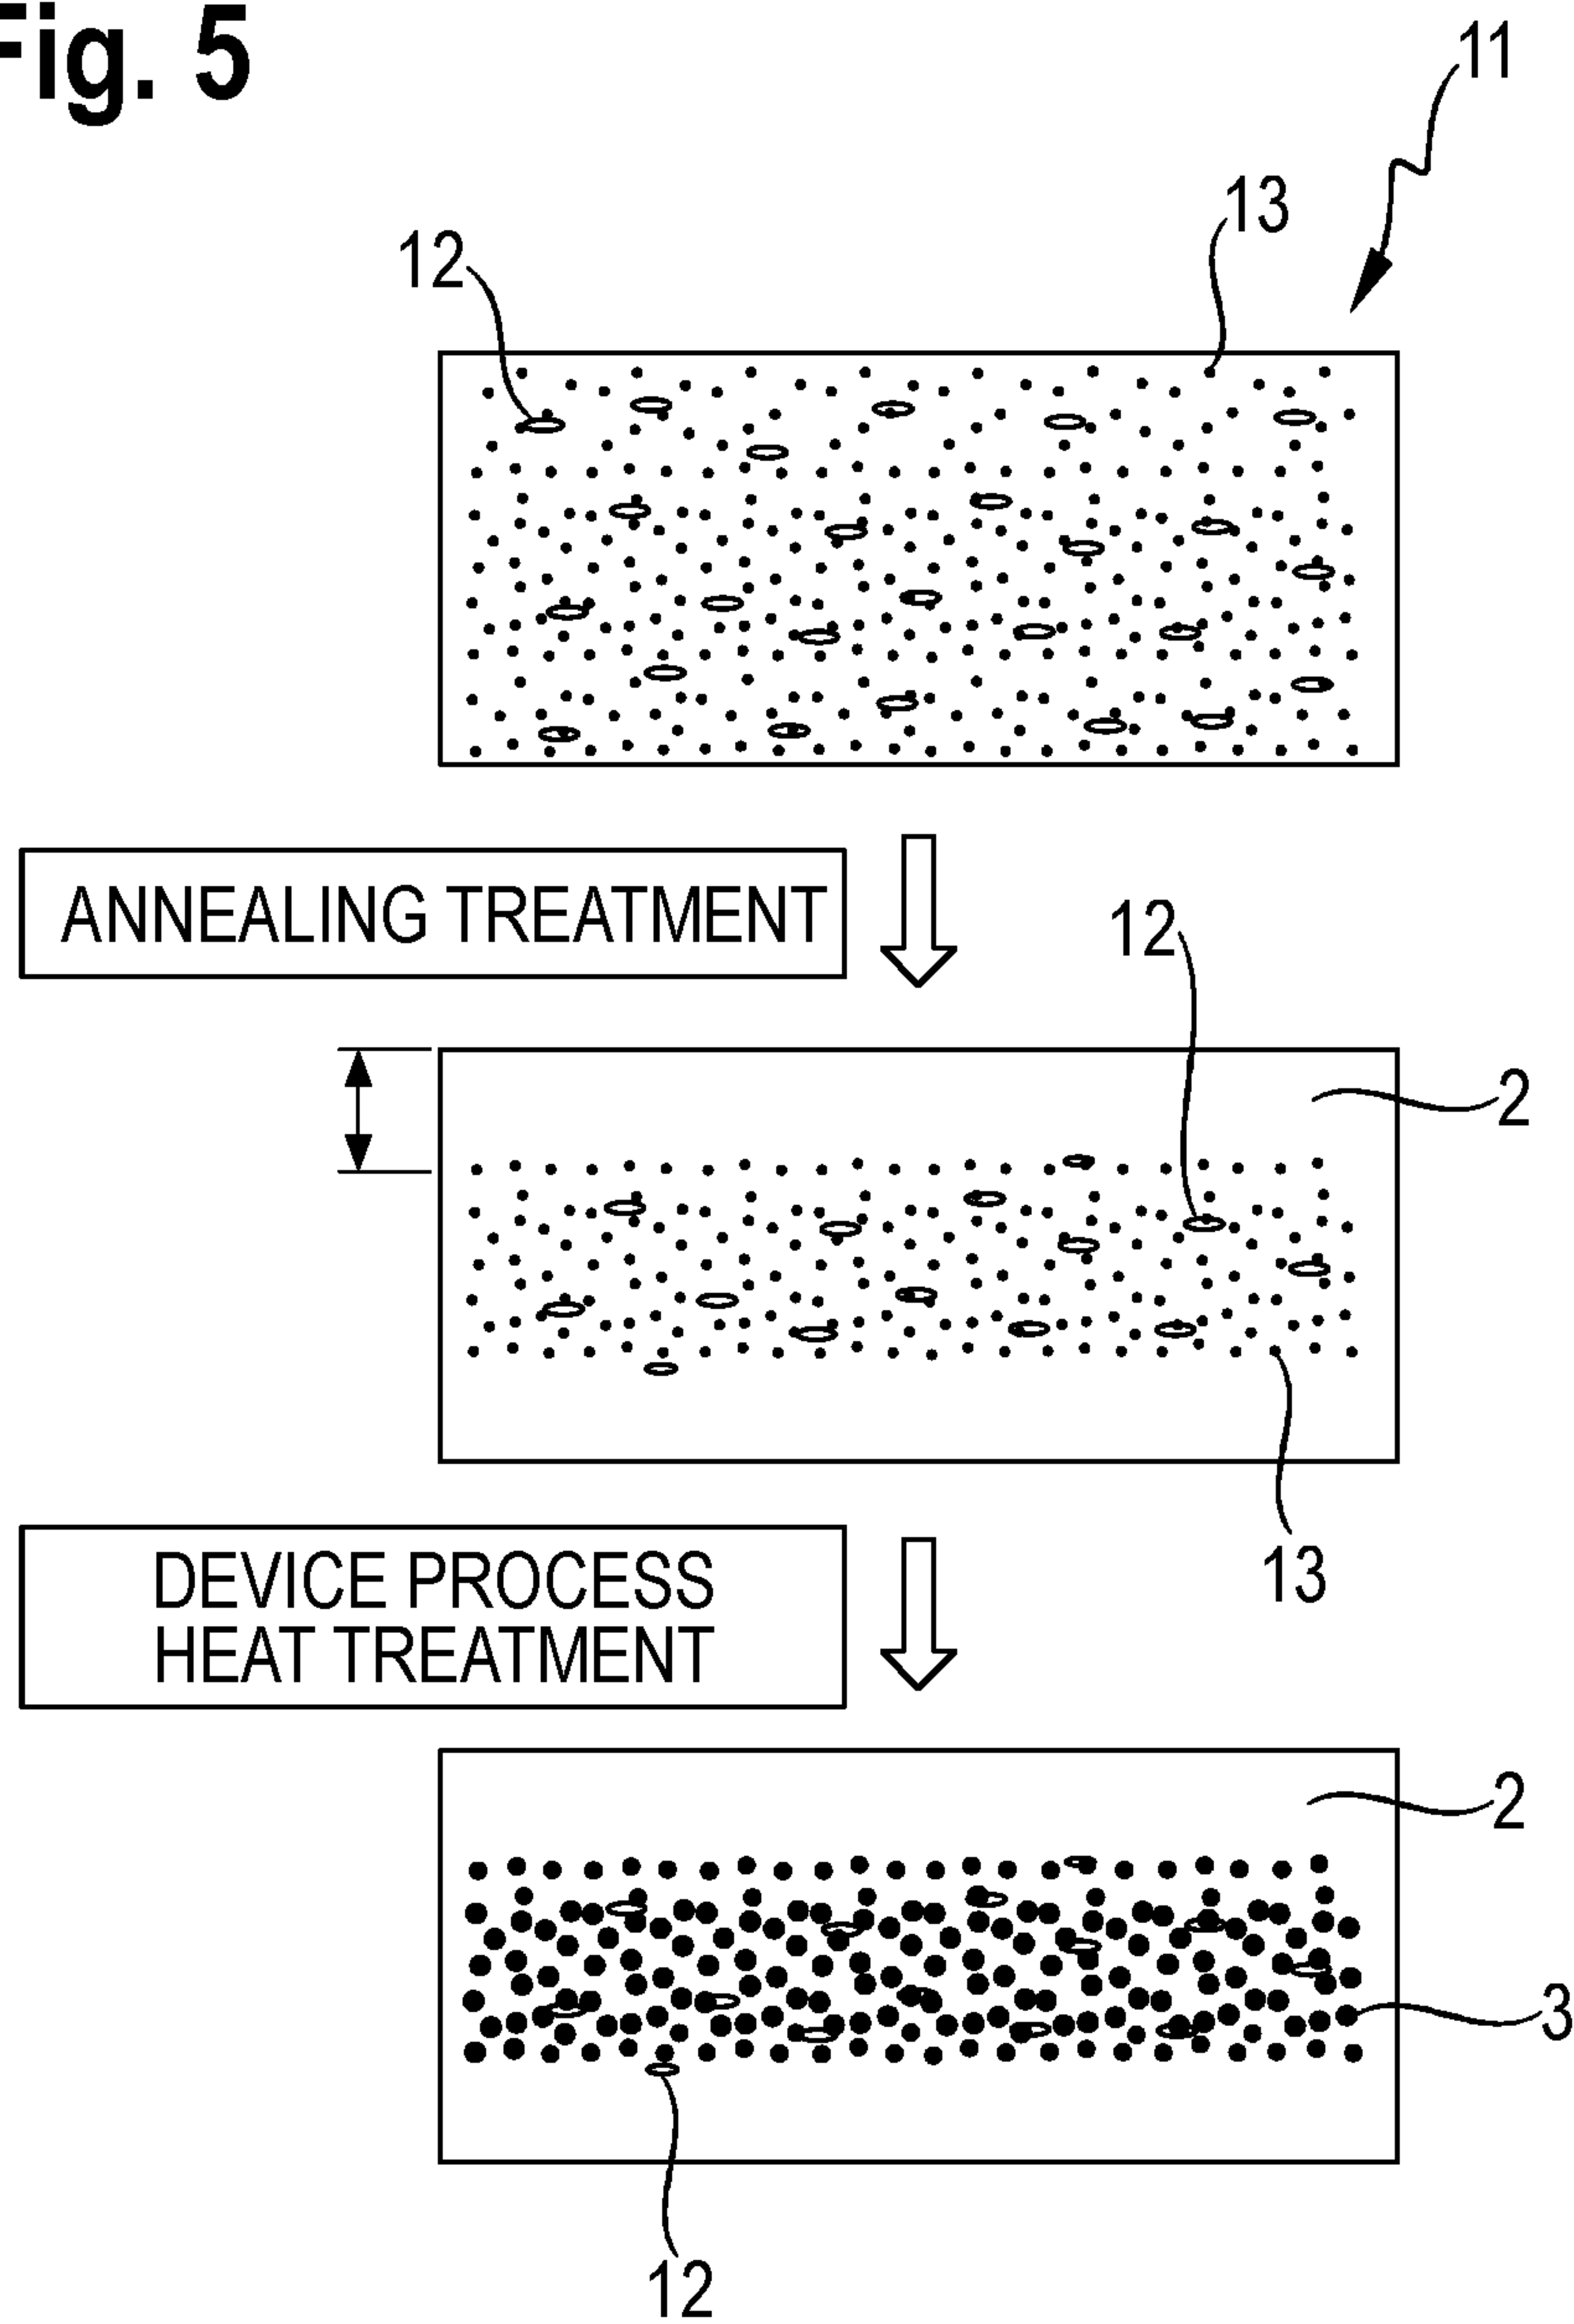 Fig. 5
11
13
12
ANNEALING TREATMENT
12
2
13
DEVICE PROCESS
HEAT TREATMENT
2
3
12